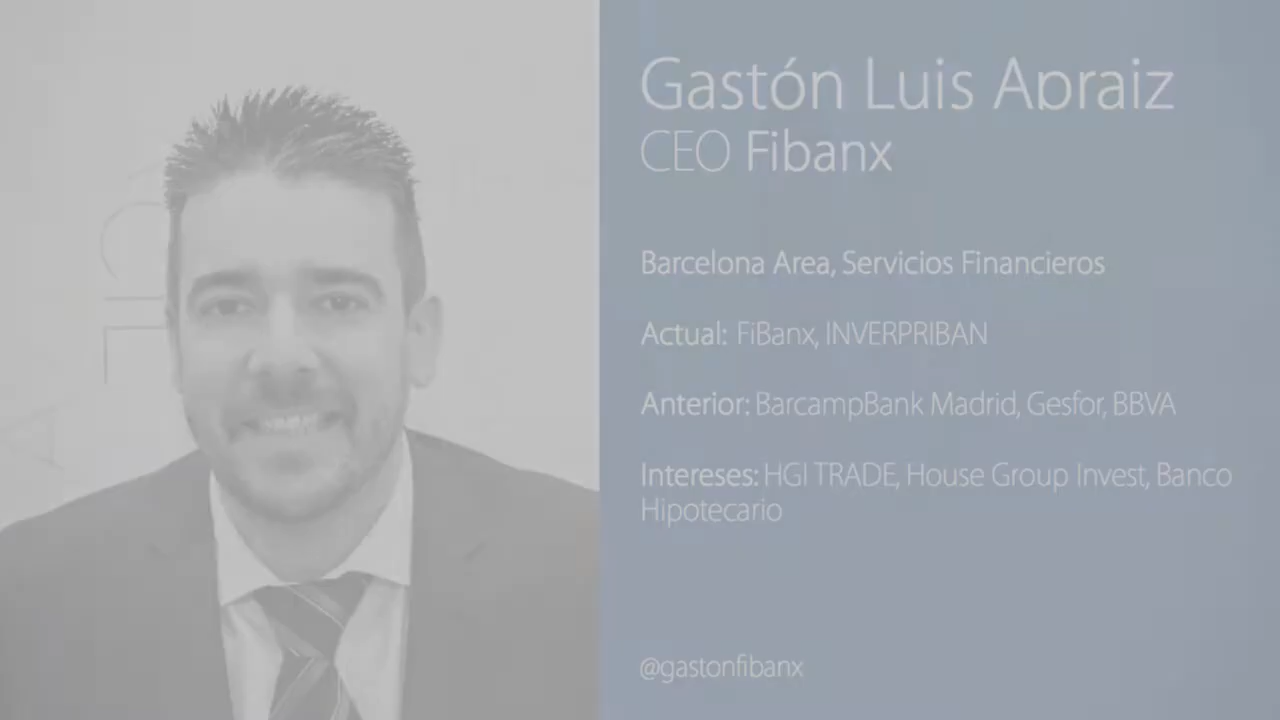 Gastón Luis Apraiz
CEO Fibanx
Barcelona Area, Servicios Financieros
Actual: FiBanx, INVERPRIBAN
Anterior: BarcampBank Madrid, Gesfor, BBVA
Intereses: HGI TRADE, House Group Invest, Banco
Hipotecario
@gastonfibanx